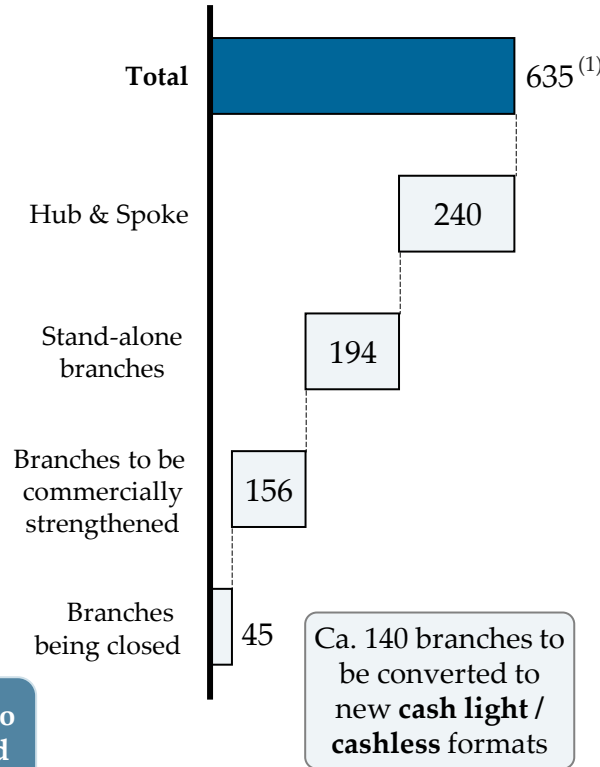 Total
635 (1)
Hub & Spoke
240
Stand-alone
branches
194
Branches to be
commercially
strengthened
156
Branches
being closed
45
Ca. 140 branches to
be converted to
new cash light /
cashless formats